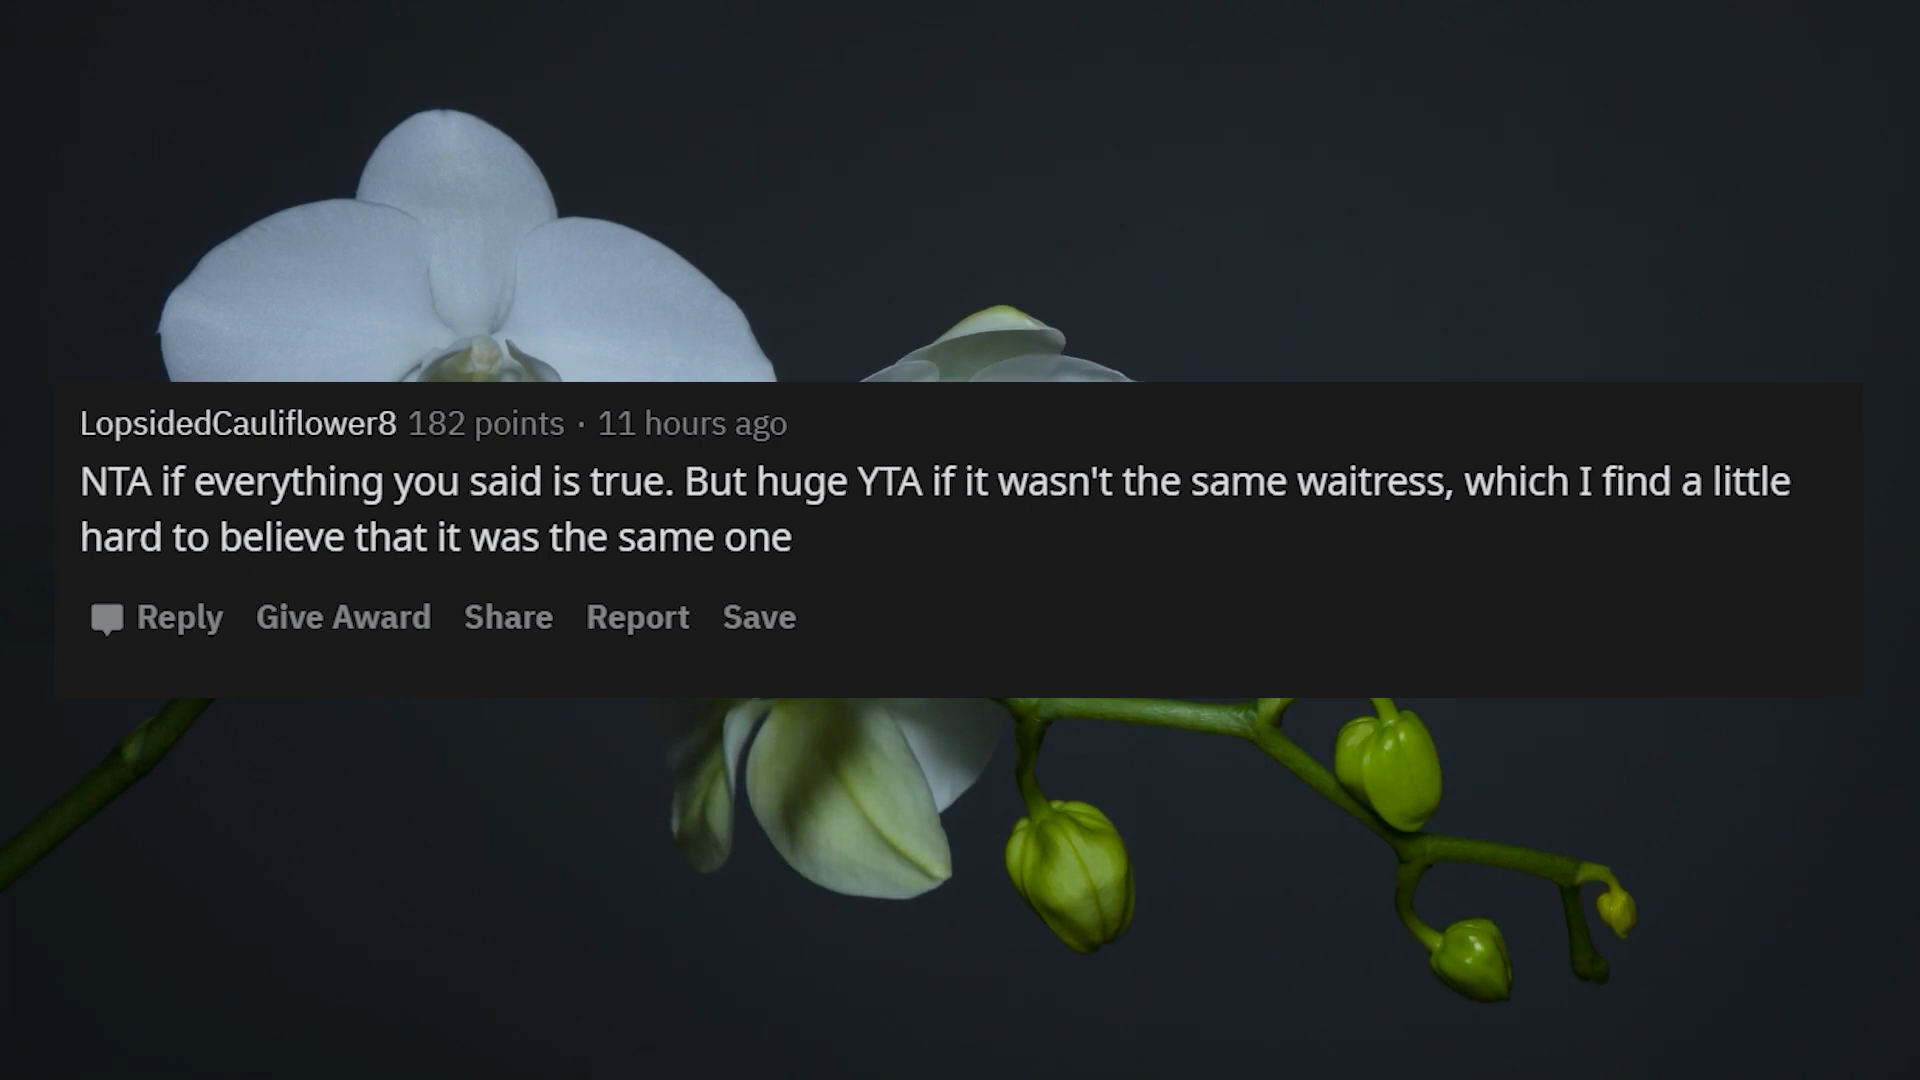 LopsidedCauliflower8 182 points · 11 hours ago
NTA if everything you said is true. But huge YTA if it wasn't the same waitress, which I find a little
hard to believe that it was the same one
Reply Give Award Share Report Save